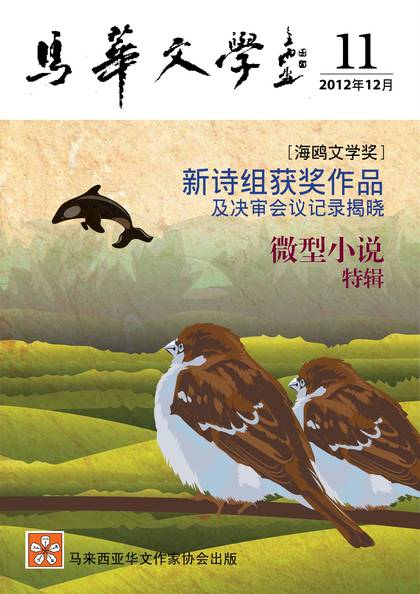 馬華文學
11
2012年12月
[海鸥文学奖]
新诗组获奖作品
及决审会议记录揭晓
微型小说
特辑
马来西亚华文作家协会出版